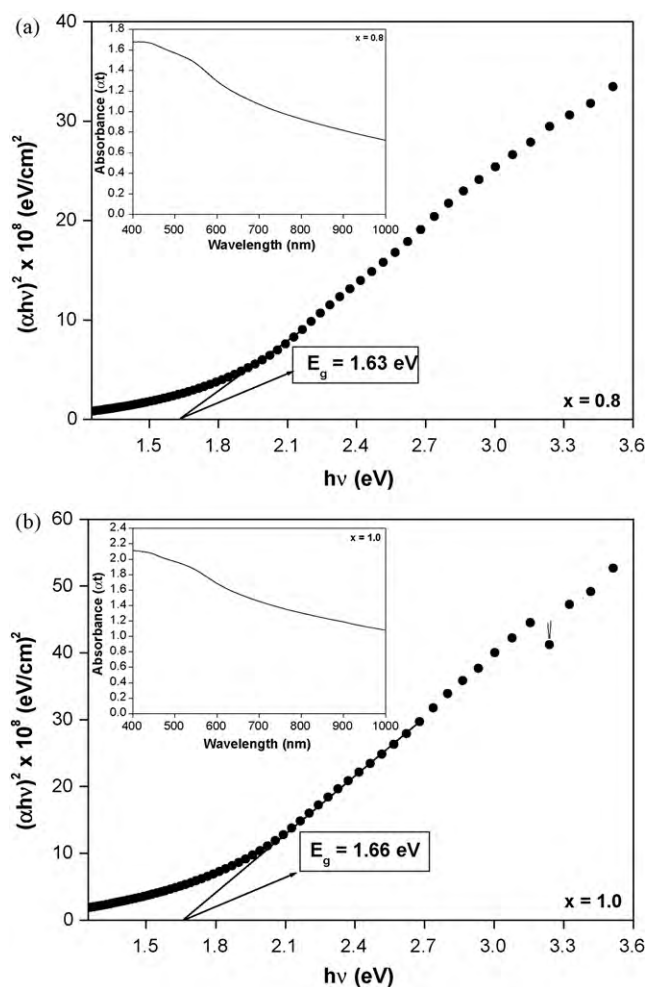 (a)
(αhν)² x 10⁸ (eV/cm)²
40
30
20
10
0
1.5 1.8 2.1 2.4 2.7 3.0 3.3 3.6
hν (eV)
E_g = 1.63 eV
x = 0.8
Absorbance (αt)
1.8
1.6
1.4
1.2
1.0
0.8
0.6
0.4
0.2
0.0
400 500 600 700 800 900 1000
Wavelength (nm)
x = 0.8
(b)
(αhν)² x 10⁸ (eV/cm)²
60
50
40
30
20
10
0
1.5 1.8 2.1 2.4 2.7 3.0 3.3 3.6
hν (eV)
E_g = 1.66 eV
x = 1.0
Absorbance (αt)
2.4
2.2
2.0
1.8
1.6
1.4
1.2
1.0
0.8
0.6
0.4
0.2
0.0
400 500 600 700 800 900 1000
Wavelength (nm)
x = 1.0